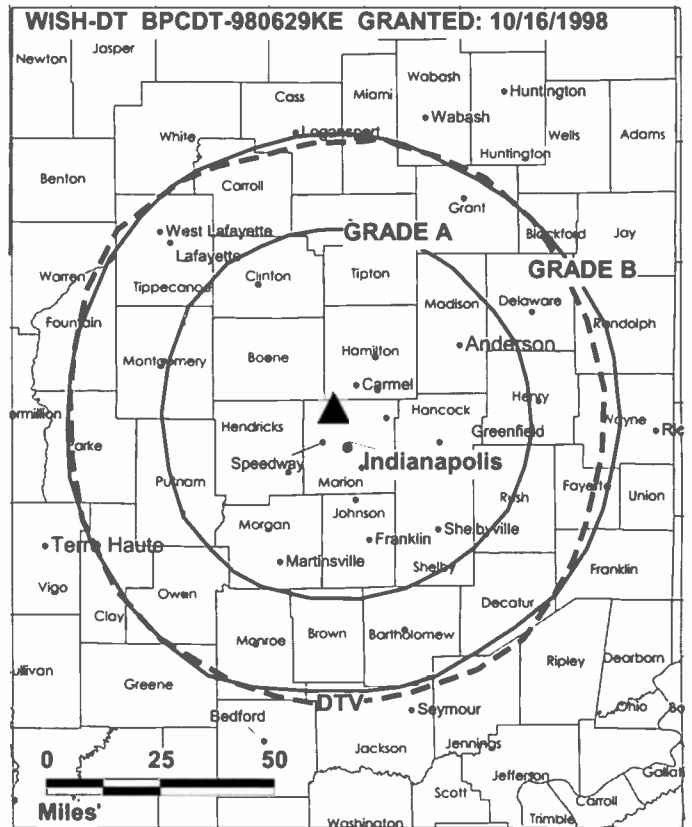 WISH-DT BPCDT-980629KE GRANTED: 10/16/1998
Newton
Jasper
Cass
Miami
Wabash
Huntington
Wabash
White
Logansport
Wells
Adams
Huntington
Benton
Carroll
Grant
West Lafayette
Lafayette
GRADE A
Blackford
Jay
GRADE B
Warren
Tippecanoe
Clinton
Tipton
Madison
Delaware
Fountain
Randolph
Montgomery
Boone
Hamilton
Anderson
Carmel
Henry
ermillion
Hendricks
Hancock
Wayne
Greenfield
Ric
arke
Speedway
Indianapolis
Putnam
Marion
Rush
Fayette
Union
Johnson
Morgan
Franklin
Shelbyville
Terre Haute
Martinsville
Shelby
Franklin
Vigo
Owen
Decatur
Clay
Monroe
Brown
Bartholomew
Ripley
Dearborn
ullivan
Greene
DTV
Bedford
Seymour
Ohio
Bo
Jackson
Jennings
0 25 50
Miles'
Jefferson
Gallati
Scott
Carroll
Trimble
Washington